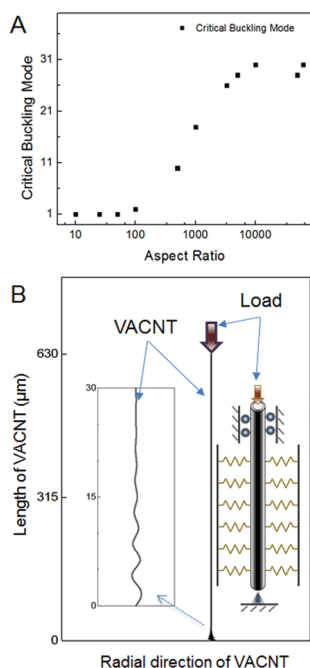 A
Critical Buckling Mode
Critical Buckling Mode
31
21
11
1
10
100
1000
10000
Aspect Ratio
B
Length of VACNT (μm)
630
315
0
VACNT
Load
30
15
0
Radial direction of VACNT